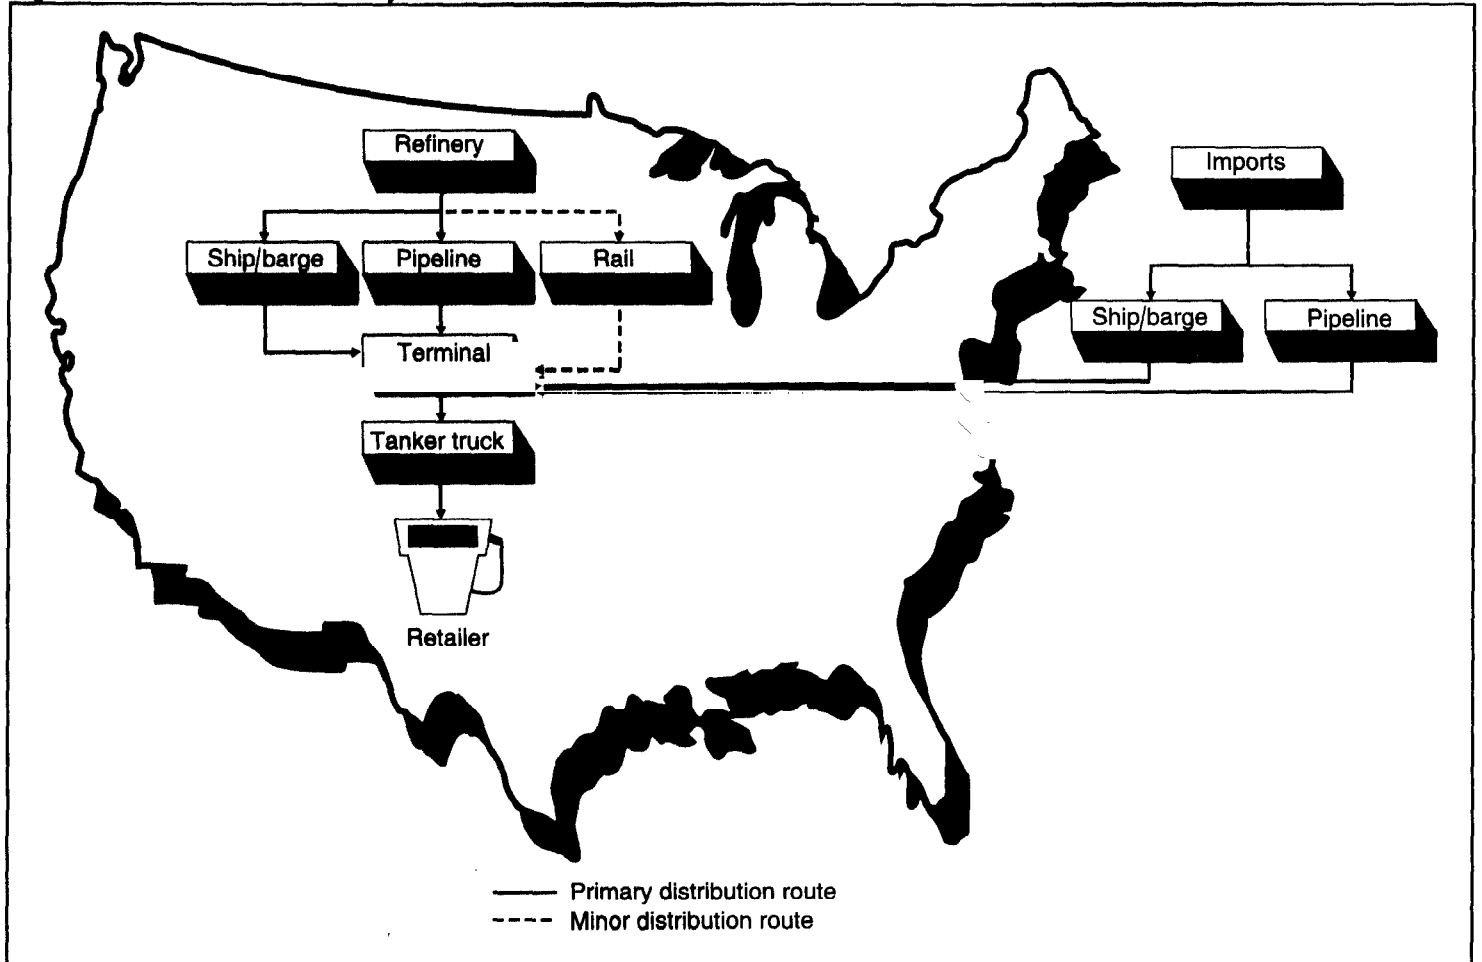 Refinery
Imports
Ship/barge
Pipeline
Rail
Ship/barge
Pipeline
Terminal
Tanker truck
Retailer
Primary distribution route
Minor distribution route